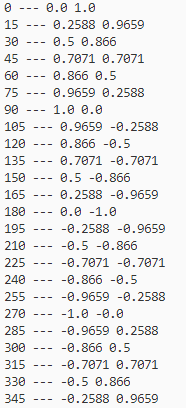 0 --- 0.0 1.0
15 --- 0.2588 0.9659
30 --- 0.5 0.866
45 --- 0.7071 0.7071
60 --- 0.866 0.5
75 --- 0.9659 0.2588
90 --- 1.0 0.0
105 --- 0.9659 -0.2588
120 --- 0.866 -0.5
135 --- 0.7071 -0.7071
150 --- 0.5 -0.866
165 --- 0.2588 -0.9659
180 --- 0.0 -1.0
195 --- -0.2588 -0.9659
210 --- -0.5 -0.866
225 --- -0.7071 -0.7071
240 --- -0.866 -0.5
255 --- -0.9659 -0.2588
270 --- -1.0 -0.0
285 --- -0.9659 0.2588
300 --- -0.866 0.5
315 --- -0.7071 0.7071
330 --- -0.5 0.866
345 --- -0.2588 0.9659